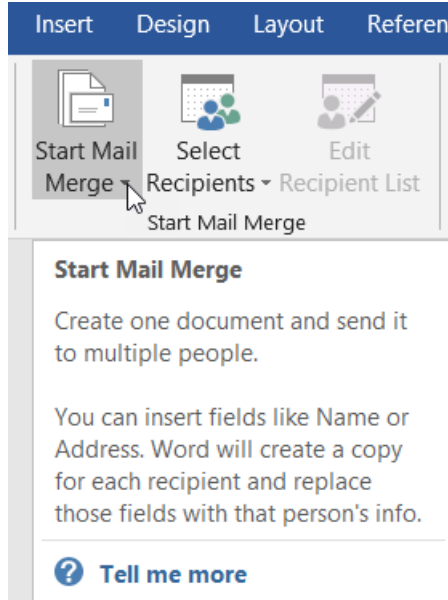 Insert Design Layout Referen
Start Mail Merge
Select Recipients
Edit Recipient List
Start Mail Merge
Start Mail Merge
Create one document and send it
to multiple people.
You can insert fields like Name or
Address. Word will create a copy
for each recipient and replace
those fields with that person's info.
? Tell me more